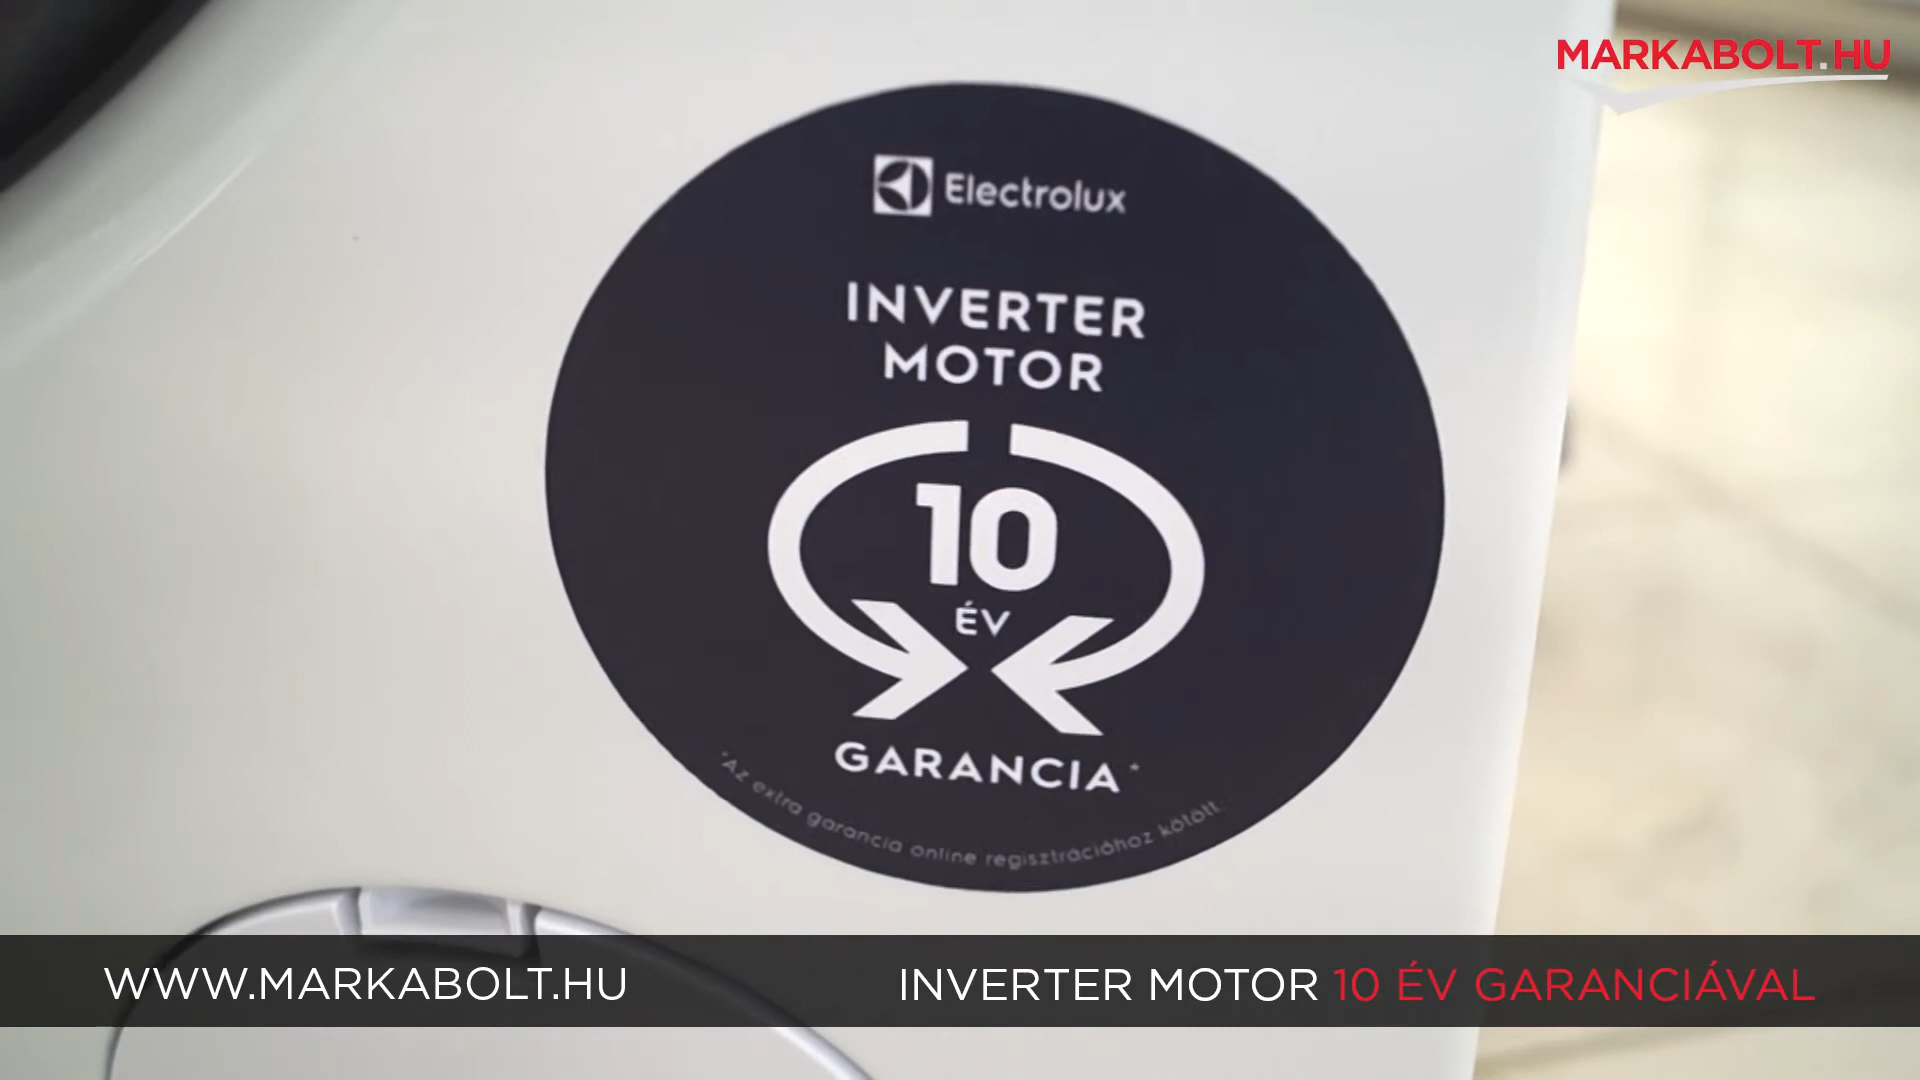 MARKABOLT.HU
Electrolux
INVERTER
MOTOR
10
ÉV
GARANCIA*
*Az extra garancia online regisztrációhoz kötött.
WWW.MARKABOLT.HU
INVERTER MOTOR 10 ÉV GARANCIÁVAL